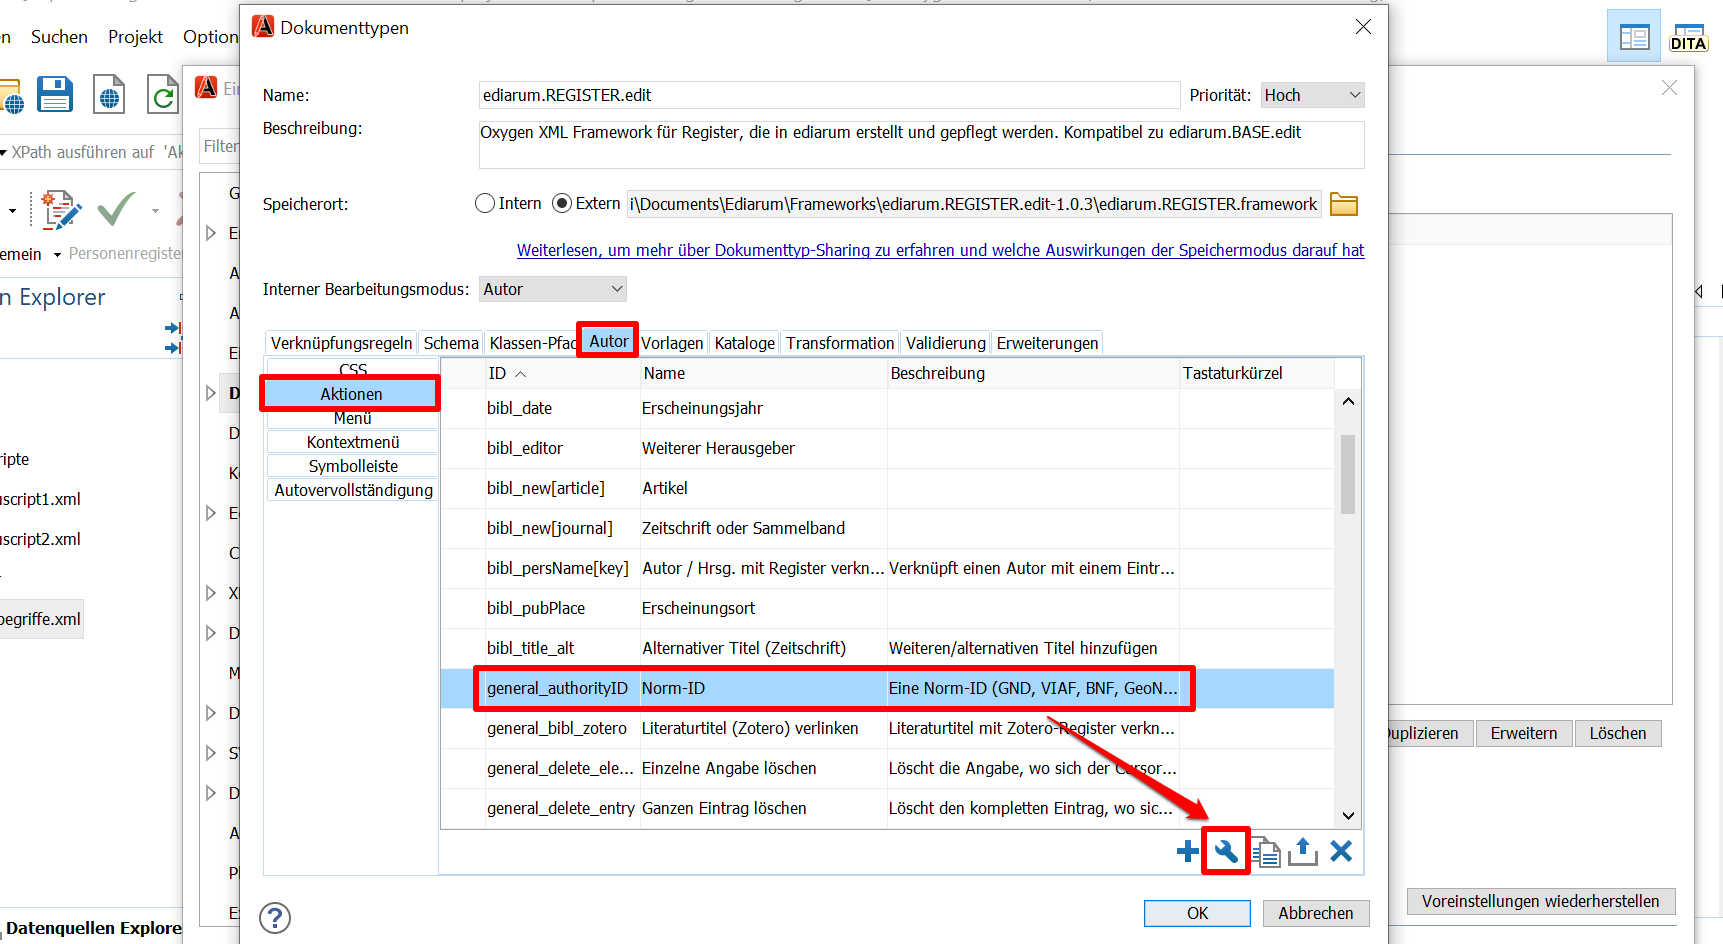 Dokumenttypen
Suchen Projekt
DITA
Name: ediarum.REGISTER.edit Priorität: Hoch
Beschreibung: Oxygen XML Framework für Register, die in ediarum erstellt und gepflegt werden. Kompatibel zu ediarum.BASE.edit
Filter
XPath ausführen auf
Speicherort: Intern Extern i\Documents\Ediarum\Frameworks\ediarum.REGISTER.edit-1.0.3\ediarum.REGISTER.framework
Weiterlesen, um mehr über Dokumenttyp-Sharing zu erfahren und welche Auswirkungen der Speichermodus darauf hat
emein Personenregiste
n Explorer
Interner Bearbeitungsmodus: Autor
Verknüpfungsregeln Schema Klassen-Pfad Autor Vorlagen Kataloge Transformation Validierung Erweiterungen
CSS
Aktionen
Menü
Kontextmenü
Symbolleiste
Autovervollständigung
ID Name Beschreibung Tastaturkürzel
bibl_date Erscheinungsjahr
bibl_editor Weiterer Herausgeber
bibl_new[article] Artikel
bibl_new[journal] Zeitschrift oder Sammelband
bibl_persName[key] Autor / Hrsg. mit Register verkn... Verknüpft einen Autor mit einem Eintr...
bibl_pubPlace Erscheinungsort
bibl_title_alt Alternativer Titel (Zeitschrift) Weiteren/alternativen Titel hinzufügen
general_authorityID Norm-ID Eine Norm-ID (GND, VIAF, BNF, GeoN...
general_bibl_zotero Literaturtitel (Zotero) verlinken Literaturtitel mit Zotero-Register verkn...
general_delete_ele... Einzelne Angabe löschen Löscht die Angabe, wo sich der Cursor...
general_delete_entry Ganzen Eintrag löschen Löscht den kompletten Eintrag, wo sic...
ripte
uscript1.xml
uscript2.xml
begriffe.xml
uplizieren Erweitern Löschen
Voreinstellungen wiederherstellen
OK Abbrechen
Datenquellen Explore